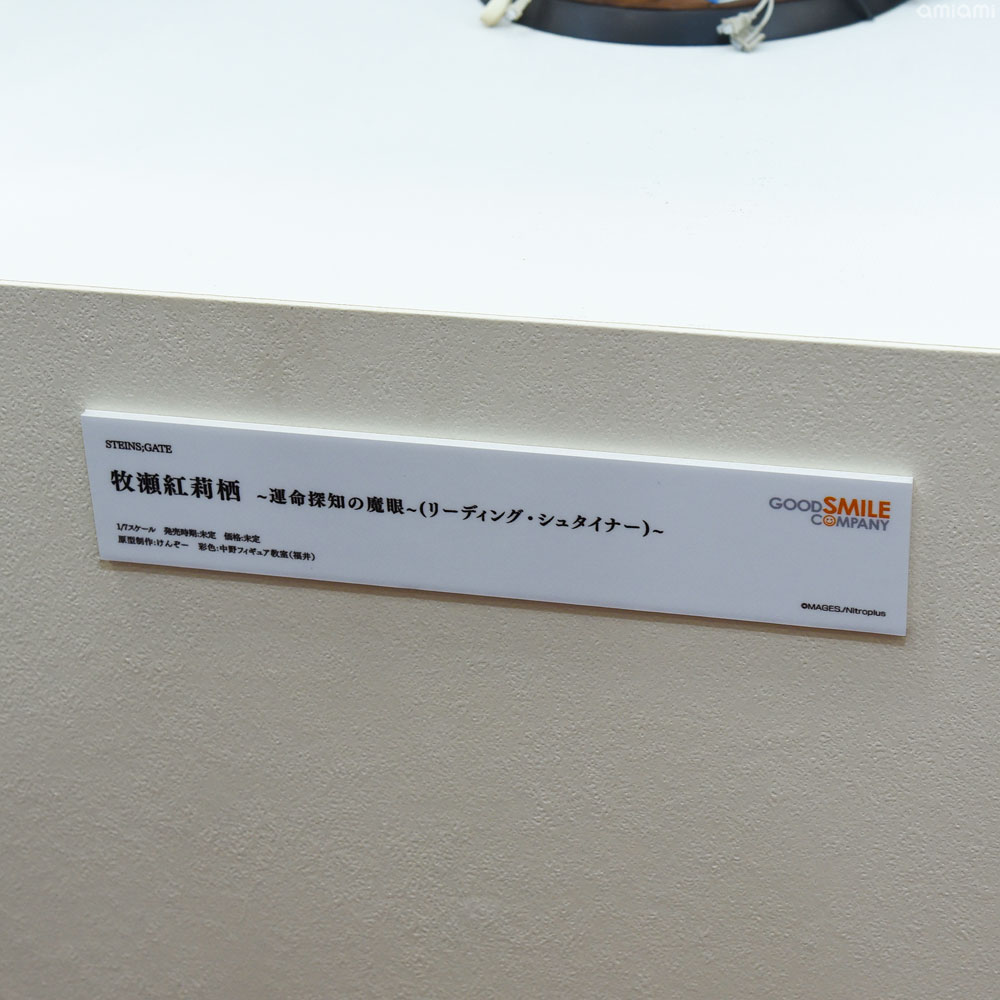 amiami
STEINS;GATE
牧瀬紅莉栖 ~運命探知の魔眼~(リーディング・シュタイナー)~
1/7スケール 発売時期:未定 価格:未定
原型制作:けんぞー 彩色:中野フィギュア教室(福井)
GOOD SMILE
COMPANY
©MAGES./Nitroplus